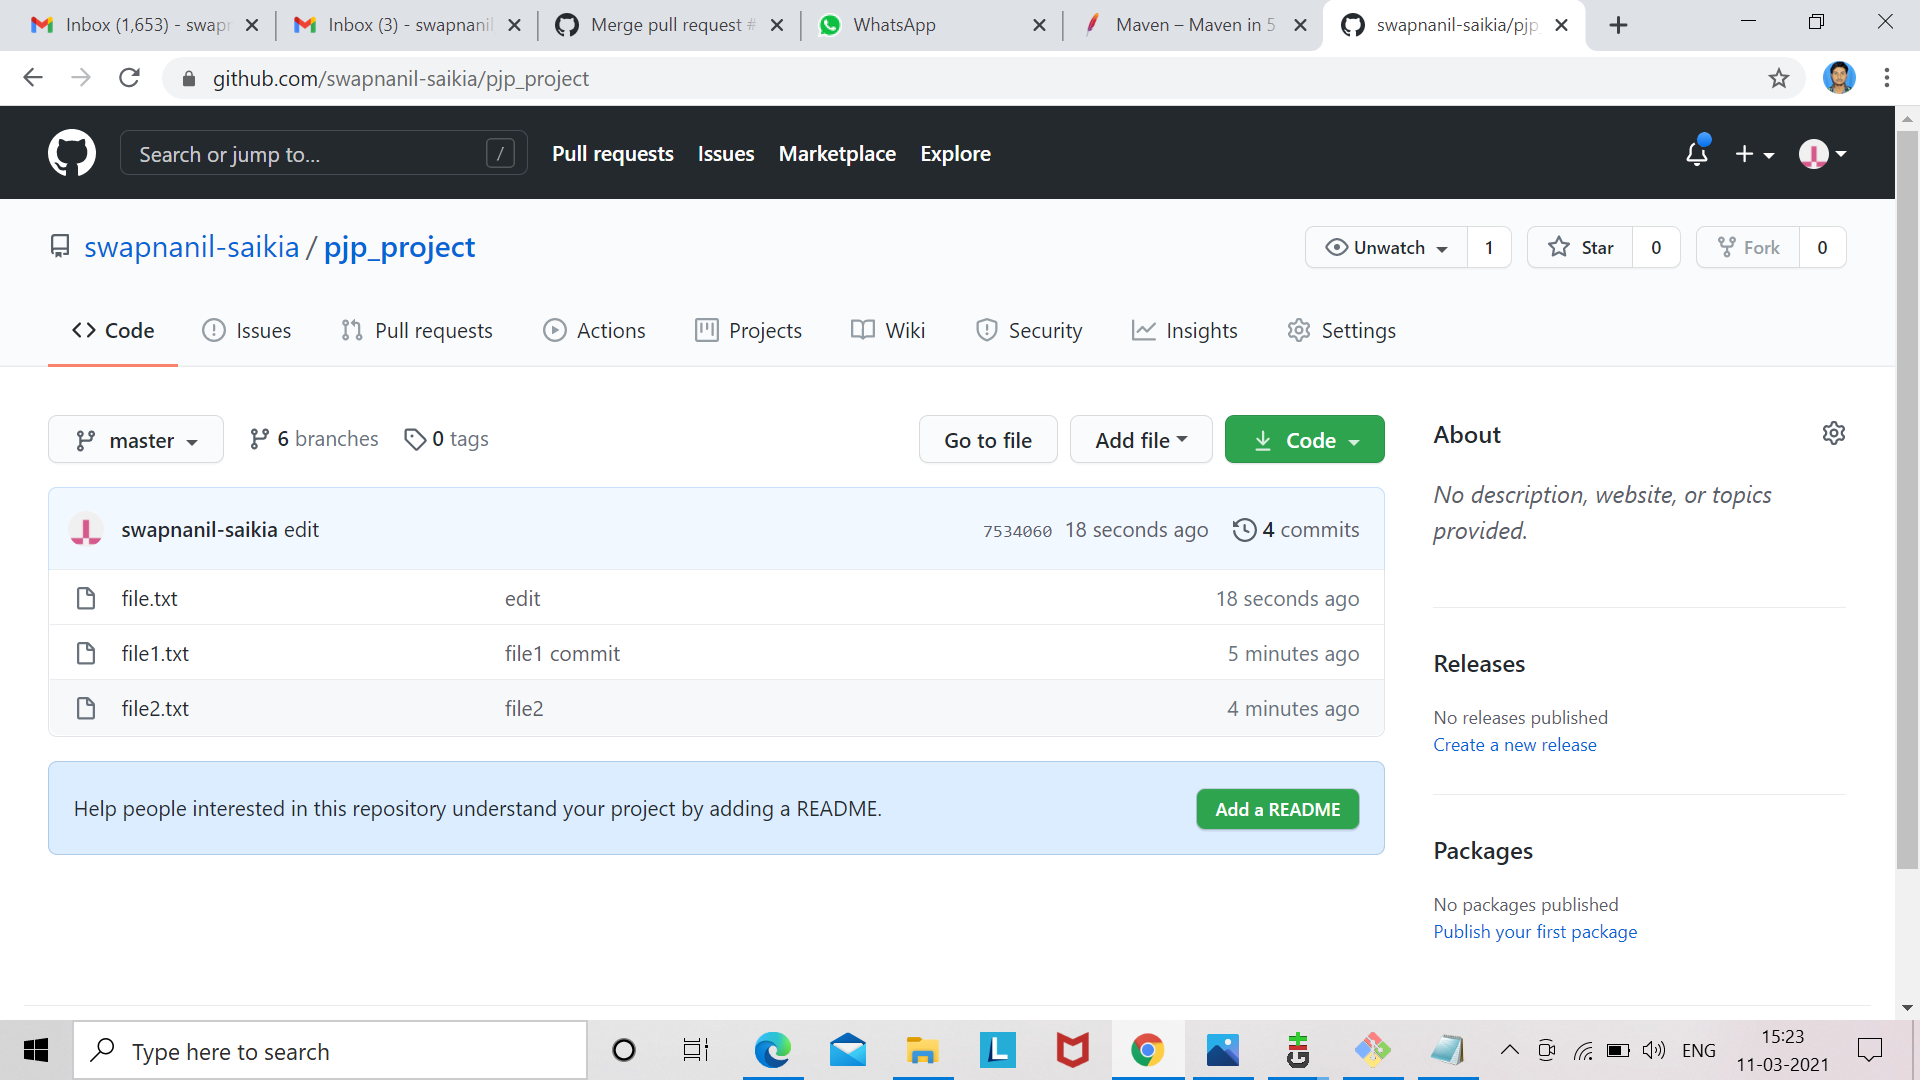 Inbox (1,653) - swapn
Inbox (3) - swapnanil
Merge pull request #
WhatsApp
Maven – Maven in 5
swapnanil-saikia/pjp_
github.com/swapnanil-saikia/pjp_project
Search or jump to...
/
Pull requests
Issues
Marketplace
Explore
swapnanil-saikia / pjp_project
Unwatch
1
Star
0
Fork
0
Code
Issues
Pull requests
Actions
Projects
Wiki
Security
Insights
Settings
master
6 branches
0 tags
Go to file
Add file
Code
swapnanil-saikia edit
7534060
18 seconds ago
4 commits
file.txt
edit
18 seconds ago
file1.txt
file1 commit
5 minutes ago
file2.txt
file2
4 minutes ago
Help people interested in this repository understand your project by adding a README.
Add a README
About
No description, website, or topics
provided.
Releases
No releases published
Create a new release
Packages
No packages published
Publish your first package
Type here to search
L
G
ENG
15:23
11-03-2021